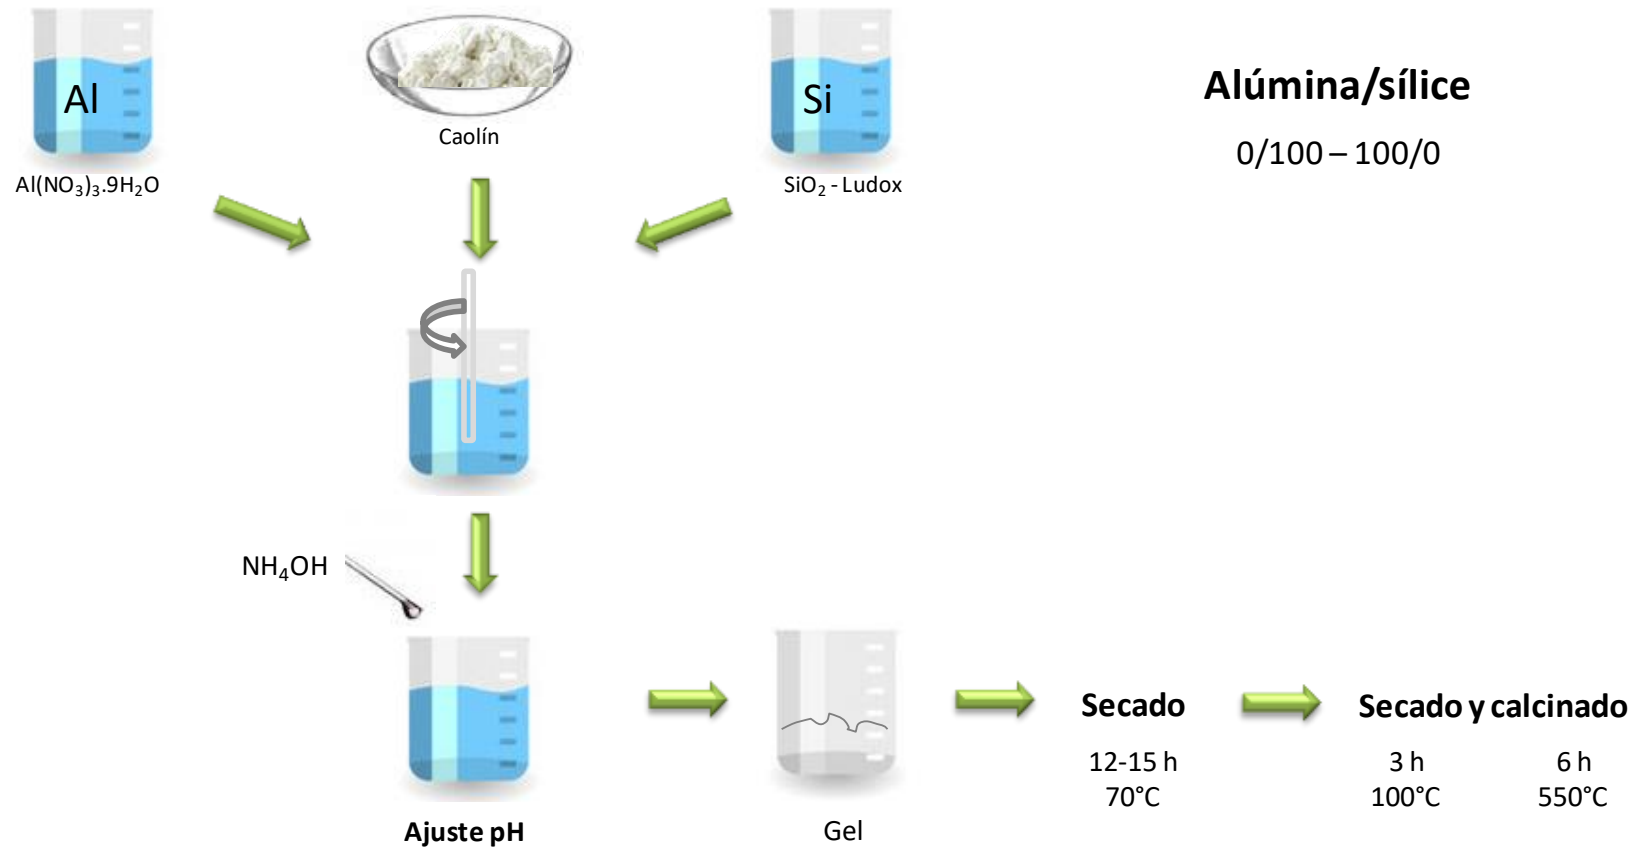 Al
Si
Alúmina/sílice
0/100 – 100/0
Caolín
Al(NO₃)₃.9H₂O
SiO₂ - Ludox
NH₄OH
Secado
Secado y calcinado
12-15 h
70°C
3 h
100°C
6 h
550°C
Ajuste pH
Gel